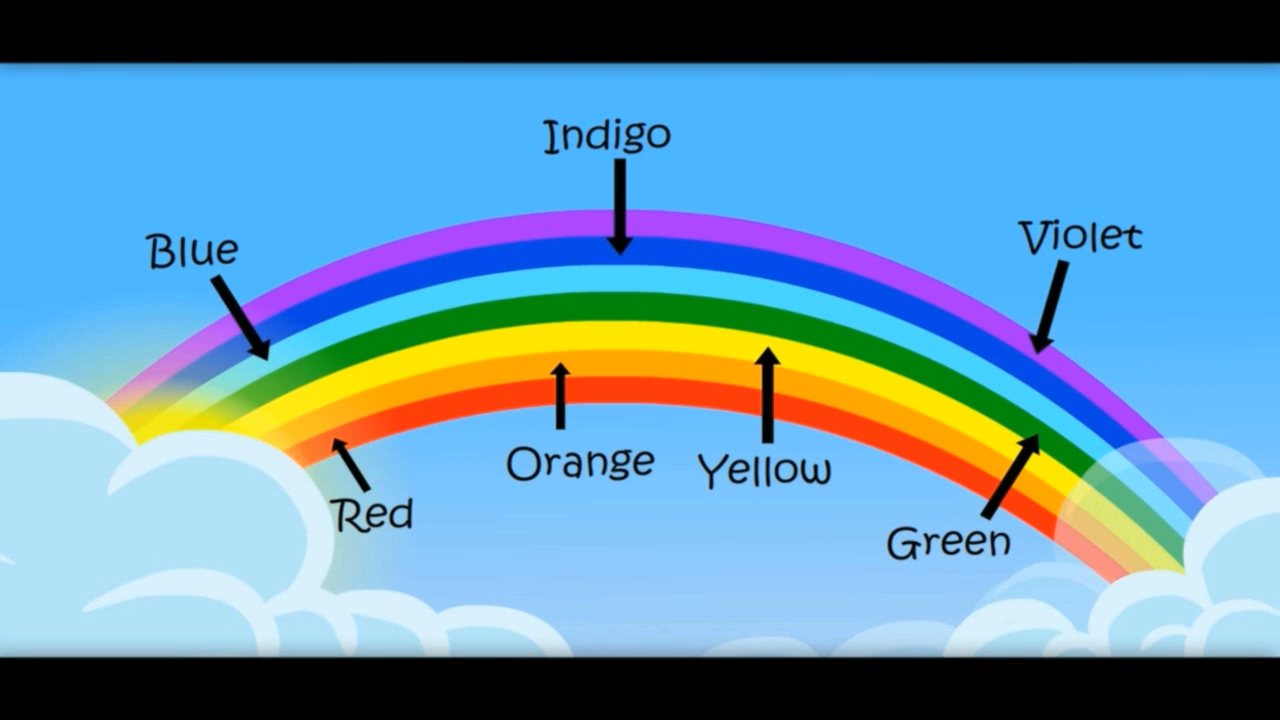 Indigo
Blue
Violet
Orange
Yellow
Red
Green